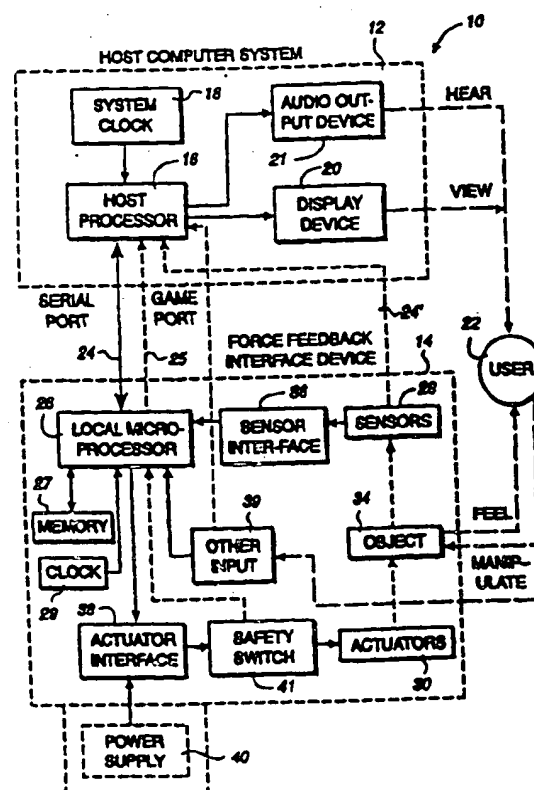 10
HOST COMPUTER SYSTEM
12
SYSTEM
CLOCK
18
AUDIO OUT-
PUT DEVICE
21
HEAR
16
HOST
PROCESSOR
20
DISPLAY
DEVICE
VIEW
SERIAL
PORT
GAME
PORT
24
25
24'
FORCE FEEDBACK
INTERFACE DEVICE
14
22
USER
26
LOCAL MICRO-
PROCESSOR
36
SENSOR
INTER-FACE
28
SENSORS
27
MEMORY
39
OTHER
INPUT
34
OBJECT
FEEL
MANIP-
ULATE
CLOCK
29
38
ACTUATOR
INTERFACE
SAFETY
SWITCH
41
ACTUATORS
30
POWER
SUPPLY
40